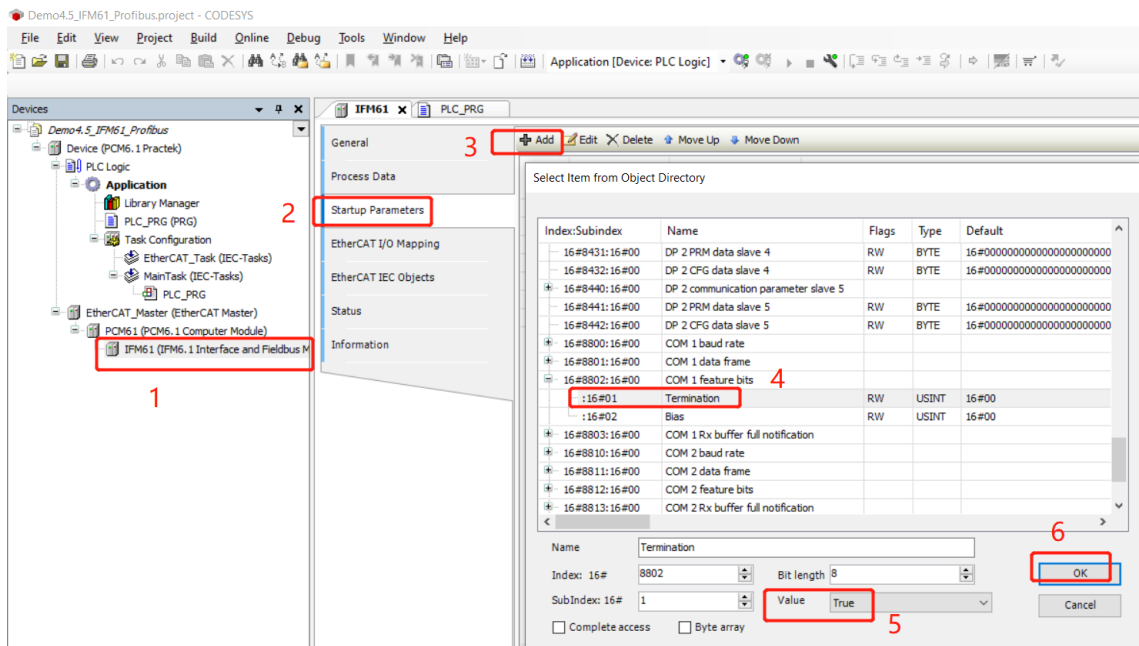 Demo4.5_IFM61_Profibus.project - CODESYS
File Edit View Project Build Online Debug Tools Window Help
Application [Device: PLC Logic]
Devices
Demo4.5_IFM61_Profibus
Device (PCM6.1 Practek)
PLC Logic
Application
Library Manager
PLC_PRG (PRG)
Task Configuration
EtherCAT_Task (IEC-Tasks)
MainTask (IEC-Tasks)
PLC_PRG
EtherCAT_Master (EtherCAT Master)
PCM61 (PCM6.1 Computer Module)
IFM61 (IFM6.1 Interface and Fieldbus M
1
IFM61 PLC_PRG
General
Process Data
2 Startup Parameters
EtherCAT I/O Mapping
EtherCAT IEC Objects
Status
Information
3 Add Edit Delete Move Up Move Down
Select Item from Object Directory
Index:Subindex Name Flags Type Default
16#8431:16#00 DP 2 PRM data slave 4 RW BYTE 16#0000000000000000000000
16#8432:16#00 DP 2 CFG data slave 4 RW BYTE 16#0000000000000000000000
16#8440:16#00 DP 2 communication parameter slave 5
16#8441:16#00 DP 2 PRM data slave 5 RW BYTE 16#0000000000000000000000
16#8442:16#00 DP 2 CFG data slave 5 RW BYTE 16#0000000000000000000000
16#8800:16#00 COM 1 baud rate
16#8801:16#00 COM 1 data frame
16#8802:16#00 COM 1 feature bits 4
:16#01 Termination RW USINT 16#00
:16#02 Bias RW USINT 16#00
16#8803:16#00 COM 1 Rx buffer full notification
16#8810:16#00 COM 2 baud rate
16#8811:16#00 COM 2 data frame
16#8812:16#00 COM 2 feature bits
16#8813:16#00 COM 2 Rx buffer full notification
6
Name Termination
Index: 16# 8802 Bit length 8 OK
SubIndex: 16# 1 Value True Cancel
Complete access Byte array 5